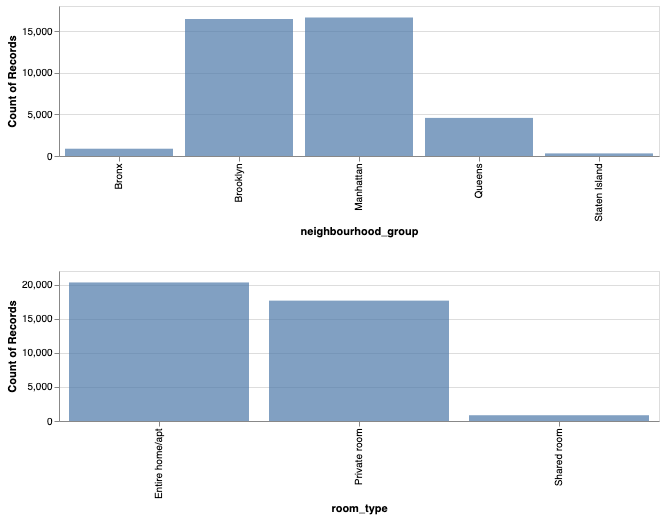 15,000
10,000
5,000
0
Count of Records
Bronx
Brooklyn
Manhattan
Queens
Staten Island
neighbourhood_group
20,000
15,000
10,000
5,000
0
Count of Records
Entire home/apt
Private room
Shared room
room_type